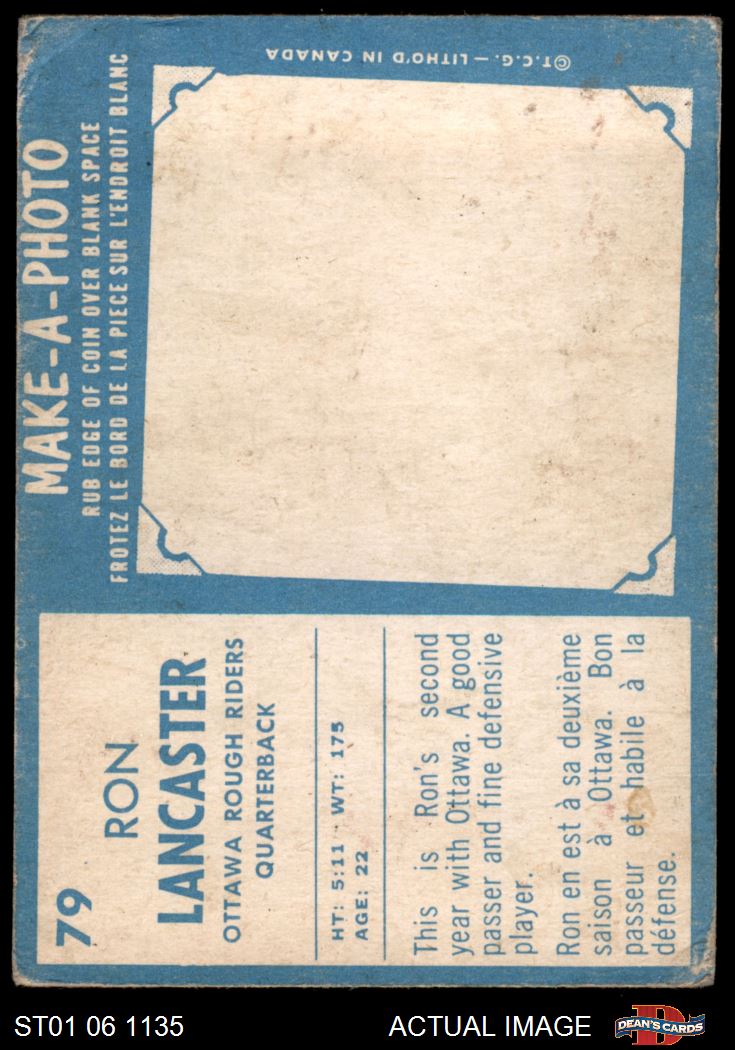 79
RON
LANCASTER
OTTAWA ROUGH RIDERS
QUARTERBACK
HT: 5:11 WT: 175
AGE: 22
This is Ron's second
year with Ottawa. A good
passer and fine defensive
player.
Ron en est à sa deuxième
saison à Ottawa. Bon
passeur et habile à la
défense.
MAKE-A-PHOTO
RUB EDGE OF COIN OVER BLANK SPACE
FROTEZ LE BORD DE LA PIECE SUR L'ENDROIT BLANC
©T.C.G.—LITHO'D IN CANADA
ST01 06 1135
ACTUAL IMAGE
D
DEAN'S CARDS